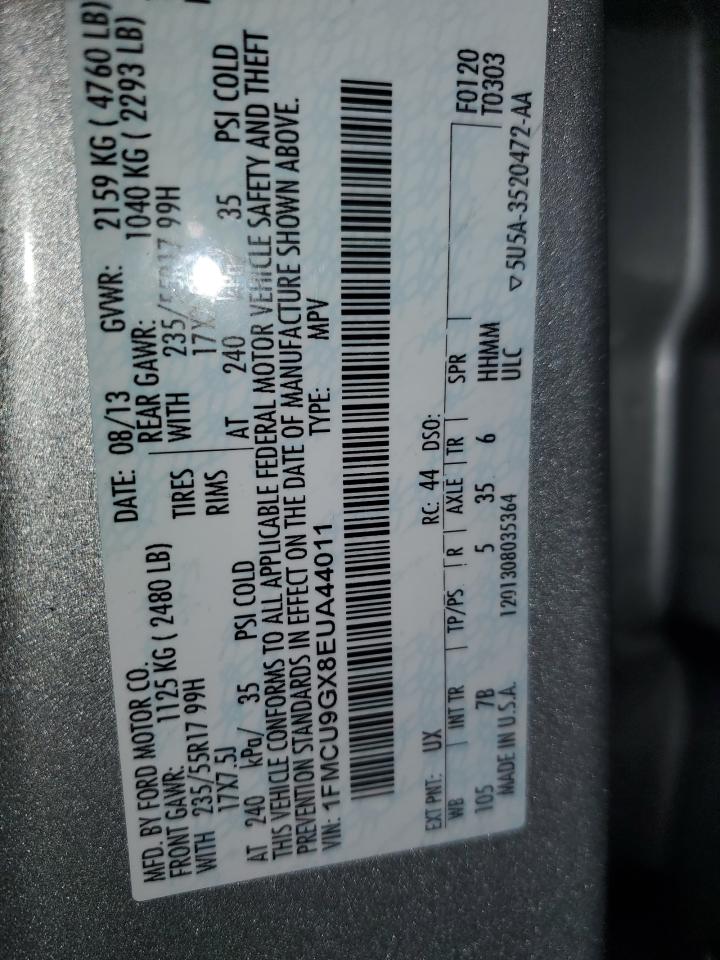 MFD. BY FORD MOTOR CO. DATE: 08/13 GVWR: 2159 KG ( 4760 LB)
FRONT GAWR: 1125 KG ( 2480 LB) REAR GAWR: 1040 KG ( 2293 LB)
WITH 235/55R17 99H TIRES WITH 235/55R17 99H
17X7.5J RIMS 17X
AT 240 kPa/ 35 PSI COLD AT 240 35 PSI COLD
THIS VEHICLE CONFORMS TO ALL APPLICABLE FEDERAL MOTOR VEHICLE SAFETY AND THEFT
PREVENTION STANDARDS IN EFFECT ON THE DATE OF MANUFACTURE SHOWN ABOVE.
VIN: 1FMCU9GX8EUA44011 TYPE: MPV
EXT PNT: UX RC: 44 DSO: F0120
WB INT TR TP/PS R AXLE TR SPR T0303
105 7B 5 35 6 HHMM
MADE IN U.S.A. 1201308035364 ULC ▽ 5U5A-3520472-AA